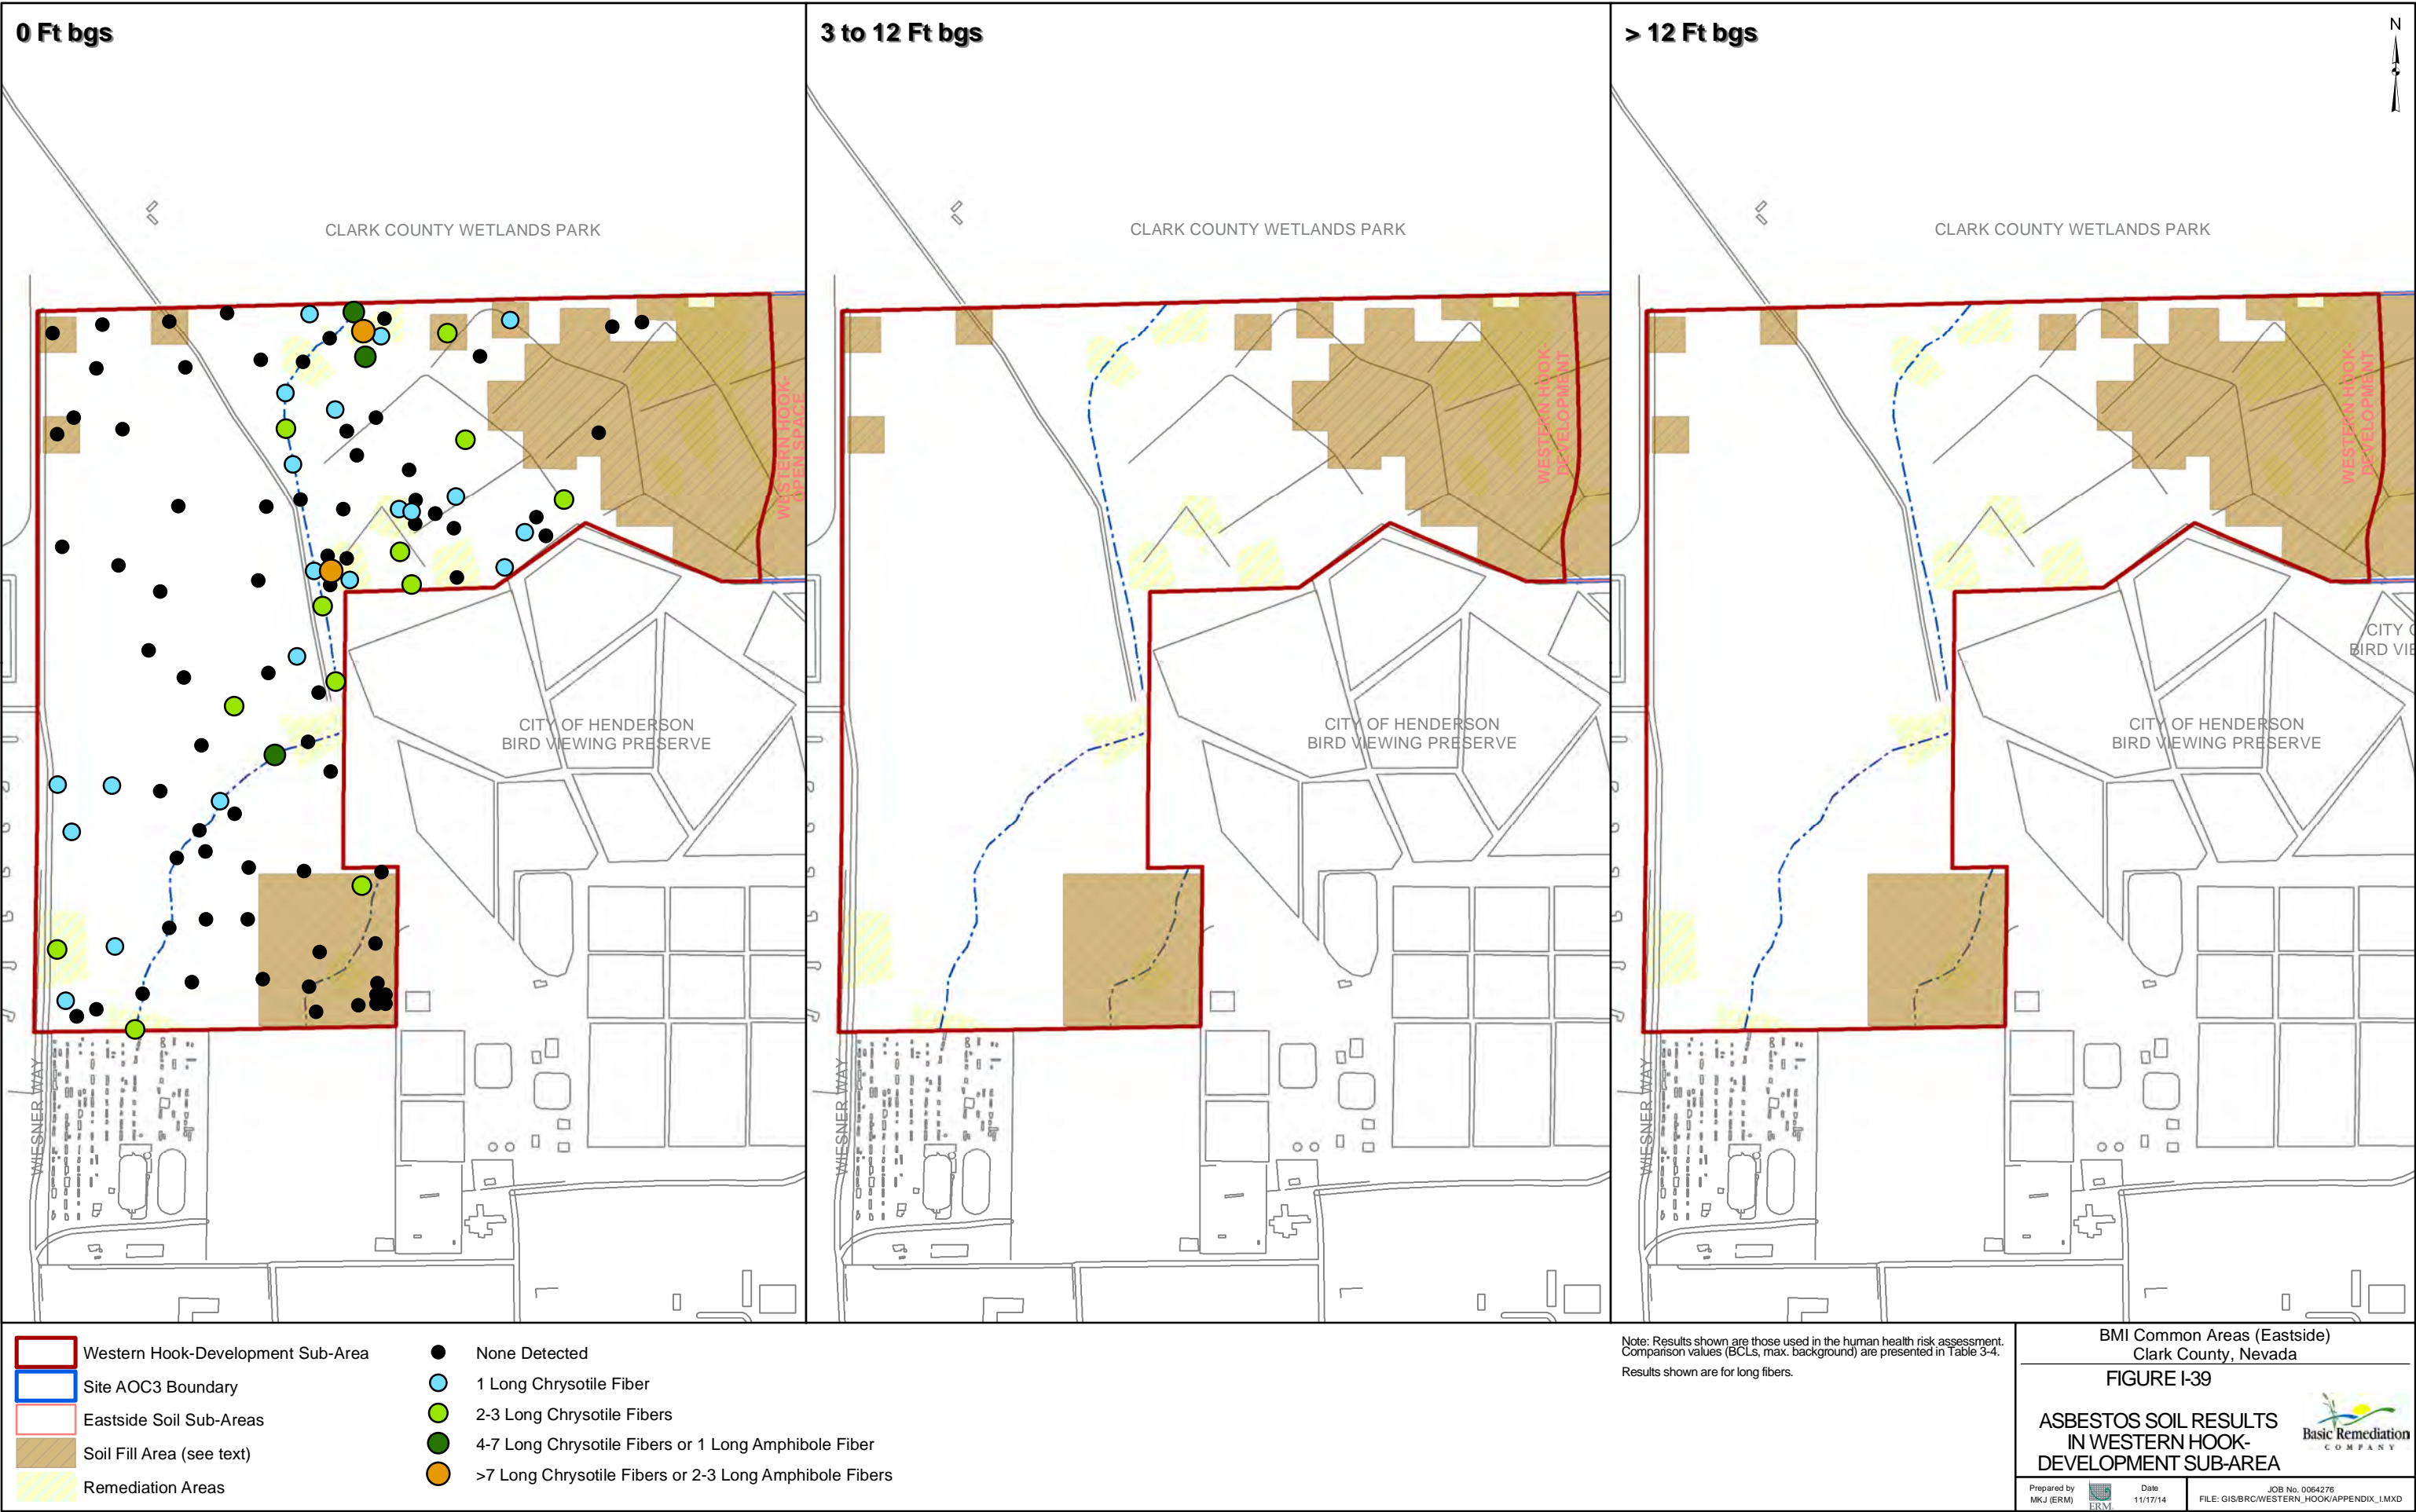 0 Ft bgs
CLARK COUNTY WETLANDS PARK
WESTERN HOOK-
OPEN SPACE
CITY OF HENDERSON
BIRD VIEWING PRESERVE
WIESNER WAY
3 to 12 Ft bgs
CLARK COUNTY WETLANDS PARK
WESTERN HOOK-
DEVELOPMENT
CITY OF HENDERSON
BIRD VIEWING PRESERVE
WIESNER WAY
> 12 Ft bgs
N
CLARK COUNTY WETLANDS PARK
WESTERN HOOK-
DEVELOPMENT
CITY
BIRD
CITY OF HENDERSON
BIRD VIEWING PRESERVE
WIESNER WAY
Western Hook-Development Sub-Area
Site AOC3 Boundary
Eastside Soil Sub-Areas
Soil Fill Area (see text)
Remediation Areas
None Detected
1 Long Chrysotile Fiber
2-3 Long Chrysotile Fibers
4-7 Long Chrysotile Fibers or 1 Long Amphibole Fiber
>7 Long Chrysotile Fibers or 2-3 Long Amphibole Fibers
Note: Results shown are those used in the human health risk assessment.
Comparison values (BCLs, max. background) are presented in Table 3-4.
Results shown are for long fibers.
BMI Common Areas (Eastside)
Clark County, Nevada
FIGURE I-39
ASBESTOS SOIL RESULTS
IN WESTERN HOOK-
DEVELOPMENT SUB-AREA
Basic Remediation
COMPANY
Prepared by
MKJ (ERM)
ERM
Date
11/17/14
JOB No. 0064276
FILE: GIS/BRC/WESTERN_HOOK/APPENDIX_I.MXD